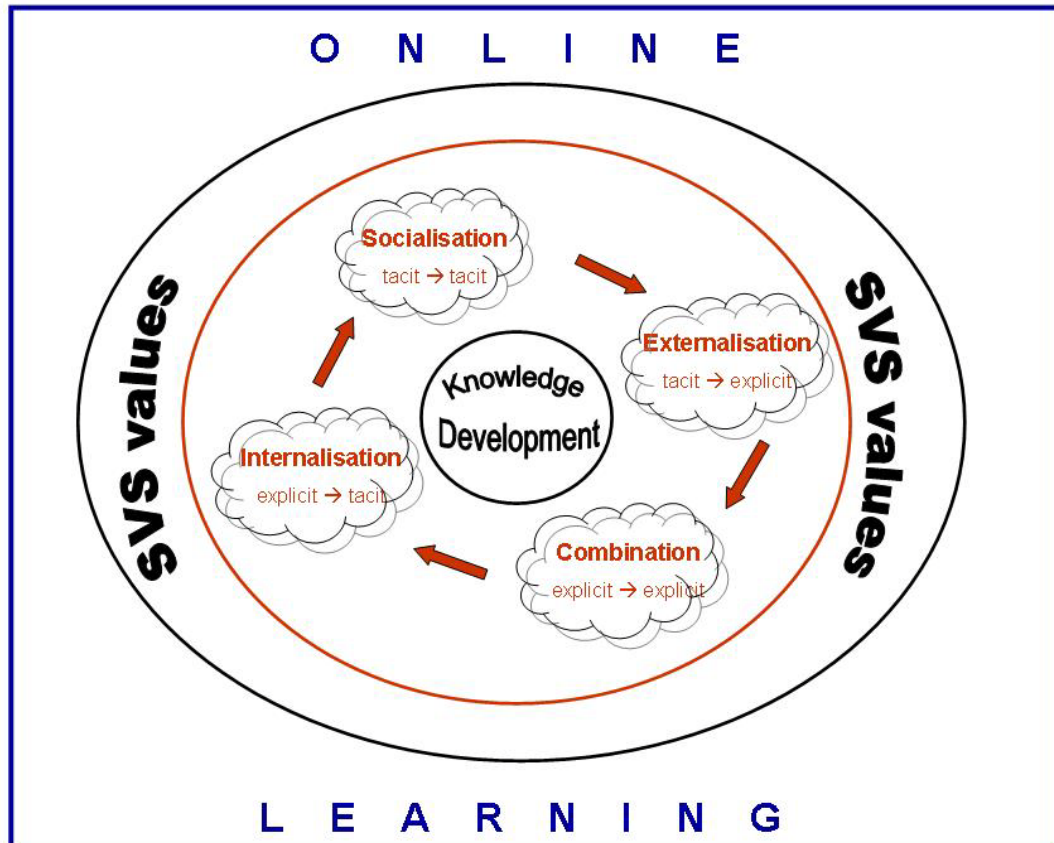 O N L I N E
Socialisation
tacit → tacit
SVS values
SVS values
Externalisation
tacit → explicit
Knowledge
Development
Internalisation
explicit → tacit
Combination
explicit → explicit
L E A R N I N G